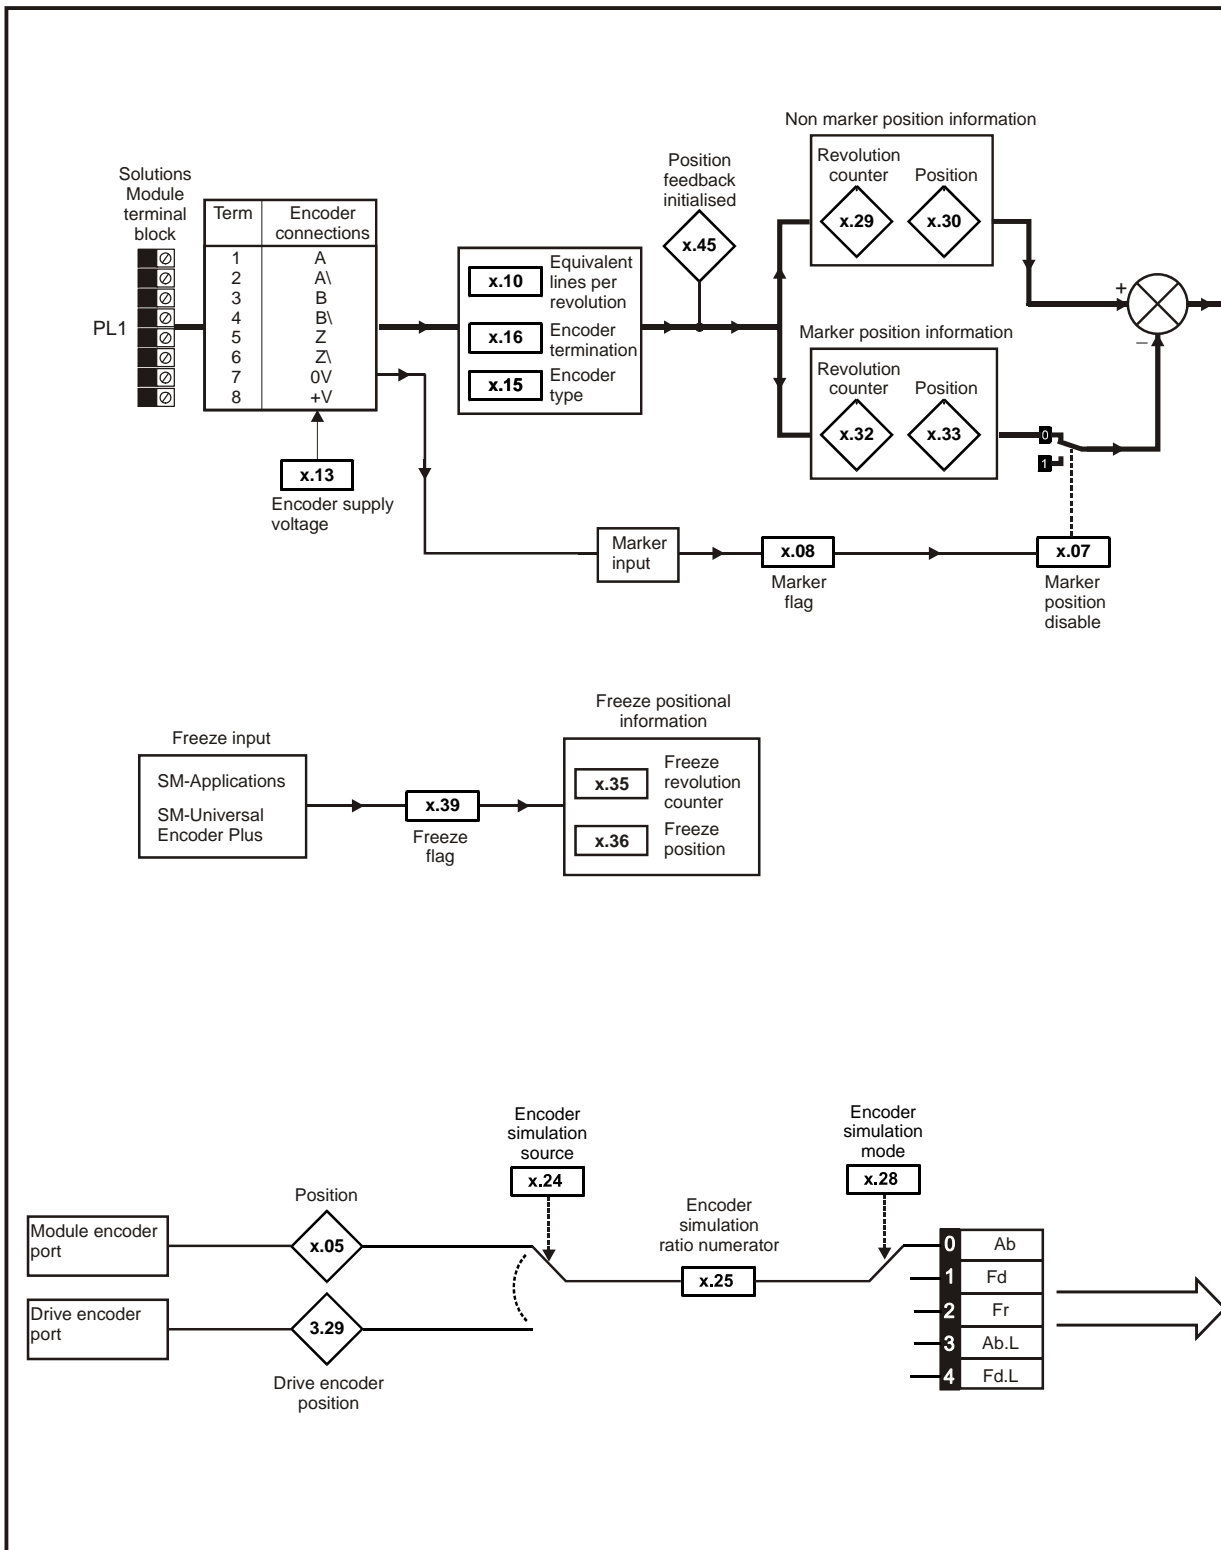 Non marker position information
Revolution
counter
Position
x.29
x.30
Position
feedback
initialised
x.45
Solutions
Module
terminal
block
PL1
Term
Encoder
connections
1 A
2 A\
3 B
4 B\
5 Z
6 Z\
7 0V
8 +V
x.10
Equivalent
lines per
revolution
x.16
Encoder
termination
x.15
Encoder
type
+
−
Marker position information
Revolution
counter
Position
x.32
x.33
0
1
x.13
Encoder supply
voltage
Marker
input
x.08
Marker
flag
x.07
Marker
position
disable
Freeze input
SM-Applications
SM-Universal
Encoder Plus
x.39
Freeze
flag
Freeze positional
information
x.35
Freeze
revolution
counter
x.36
Freeze
position
Encoder
simulation
source
x.24
Encoder
simulation
mode
x.28
Module encoder
port
Position
x.05
Encoder
simulation
ratio numerator
x.25
Drive encoder
port
3.29
Drive encoder
position
0 Ab
1 Fd
2 Fr
3 Ab.L
4 Fd.L